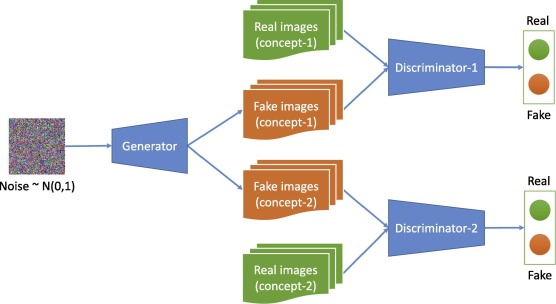 Real images
(concept-1)
Real
Discriminator-1
Fake images
(concept-1)
Fake
Generator
Noise ~ N(0,1)
Fake images
(concept-2)
Real
Discriminator-2
Real images
(concept-2)
Fake